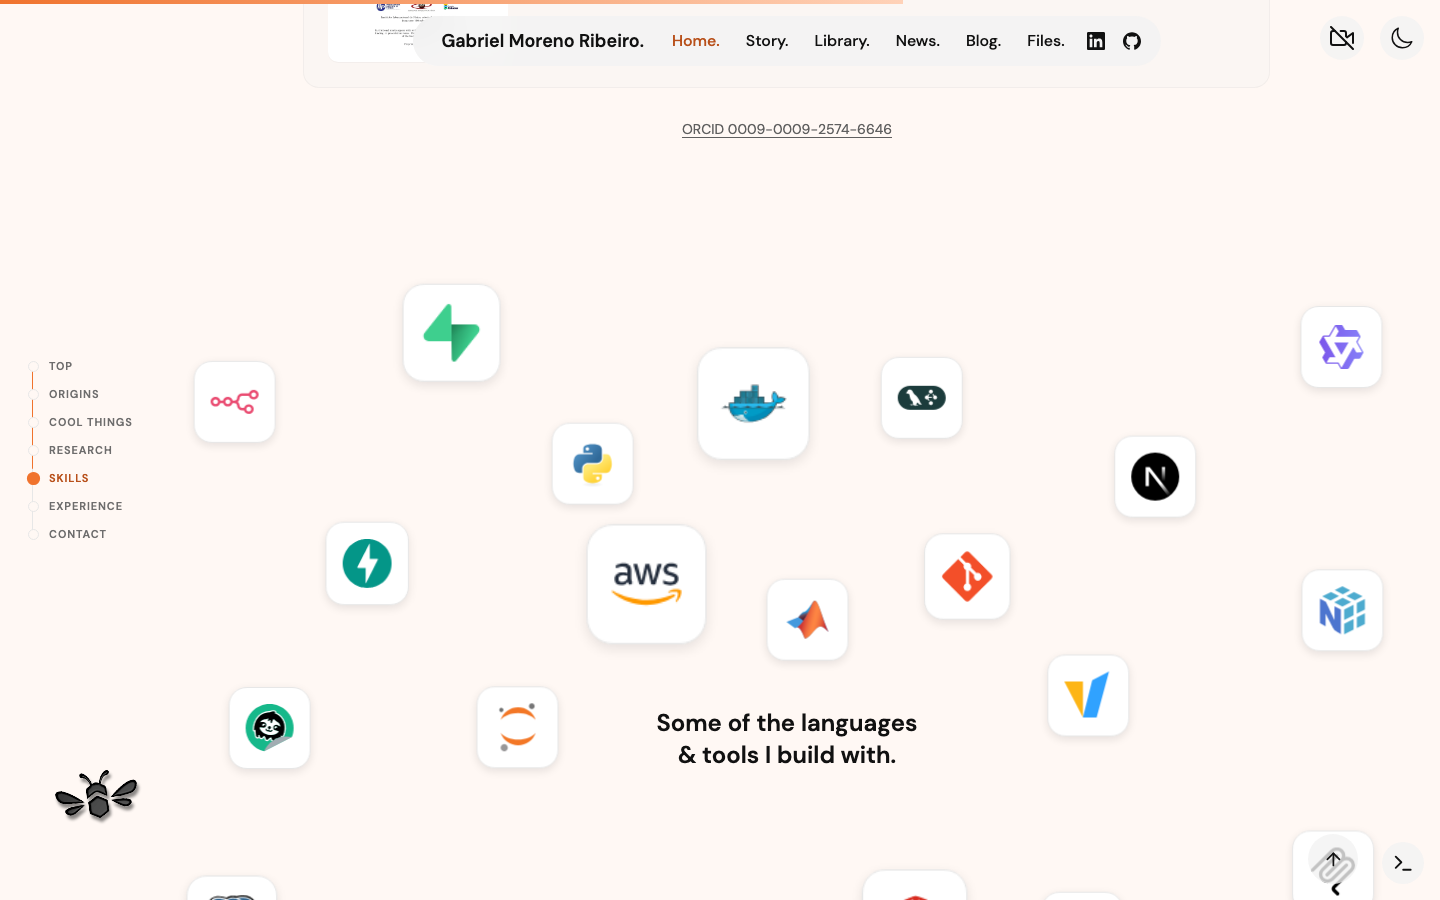 Gabriel Moreno Ribeiro. Home. Story. Library. News. Blog. Files.
ORCID 0009-0009-2574-6646
TOP
ORIGINS
COOL THINGS
RESEARCH
SKILLS
EXPERIENCE
CONTACT
N
aws
N
Some of the languages
& tools I build with.